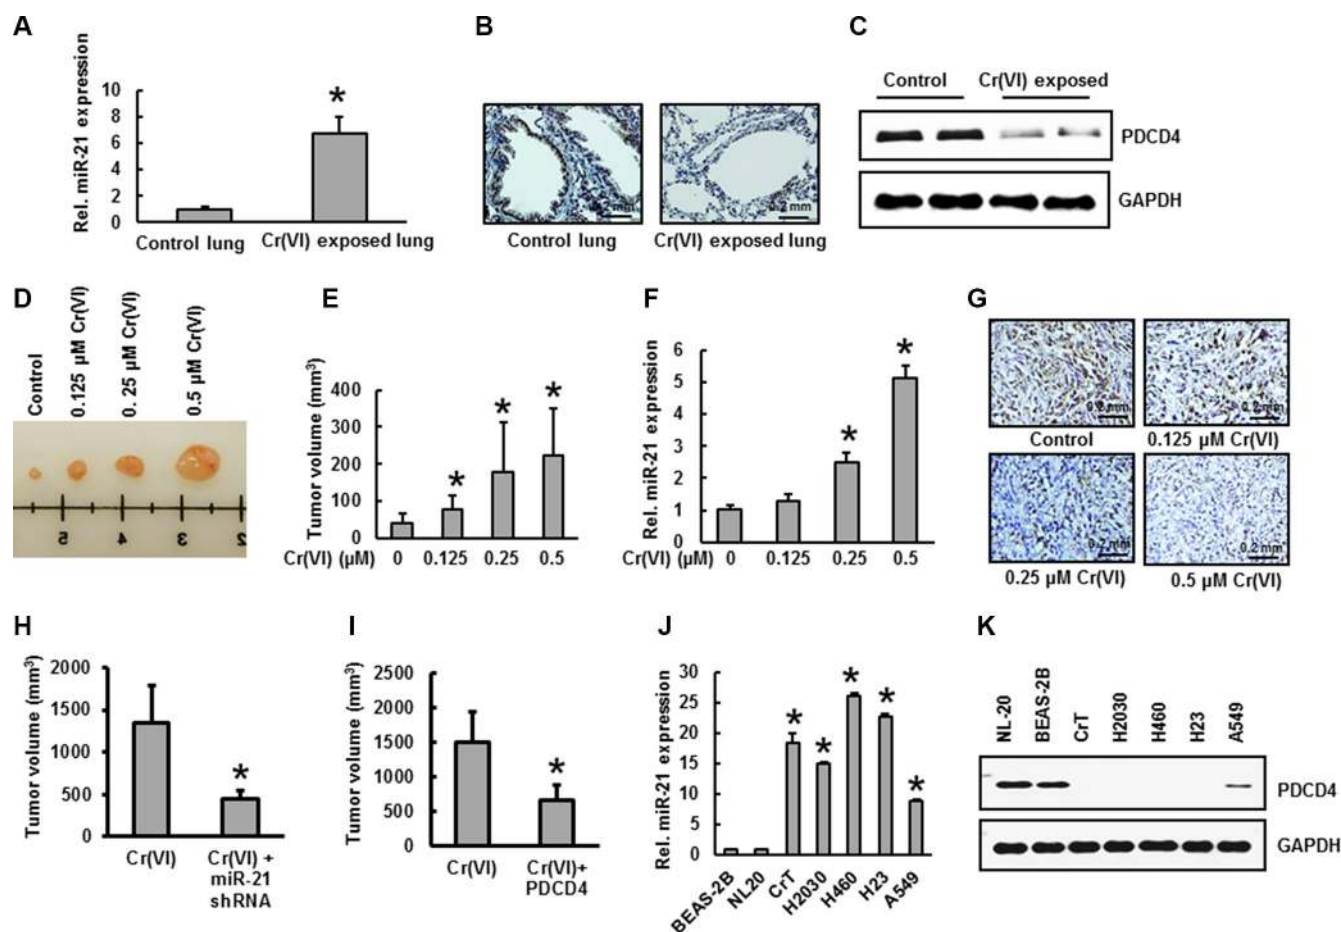 A
Rel. miR-21 expression
10
8
6
4
2
0
*
Control lung
Cr(VI) exposed lung
B
0.2 mm
0.2 mm
Control lung
Cr(VI) exposed lung
C
Control
Cr(VI) exposed
PDCD4
GAPDH
D
Control
0.125 µM Cr(VI)
0. 25 µM Cr(VI)
0.5 µM Cr(VI)
5 4 3 2
E
Tumor volume (mm³)
400
300
200
100
0
*
*
*
Cr(VI) (µM) 0 0.125 0.25 0.5
F
Rel. miR-21 expression
6
5
4
3
2
1
0
*
*
Cr(VI) (µM) 0 0.125 0.25 0.5
G
0.2 mm
0.2 mm
Control
0.125 µM Cr(VI)
0.2 mm
0.2 mm
0.25 µM Cr(VI)
0.5 µM Cr(VI)
H
Tumor volume (mm³)
2000
1500
1000
500
0
*
Cr(VI)
Cr(VI) +
miR-21
shRNA
I
Tumor volume (mm³)
2500
2000
1500
1000
500
0
*
Cr(VI)
Cr(VI)+
PDCD4
J
Rel. miR-21 expression
30
25
20
15
10
5
0
*
*
*
*
*
BEAS-2B
NL20
CrT
H2030
H460
H23
A549
K
NL-20
BEAS-2B
CrT
H2030
H460
H23
A549
PDCD4
GAPDH